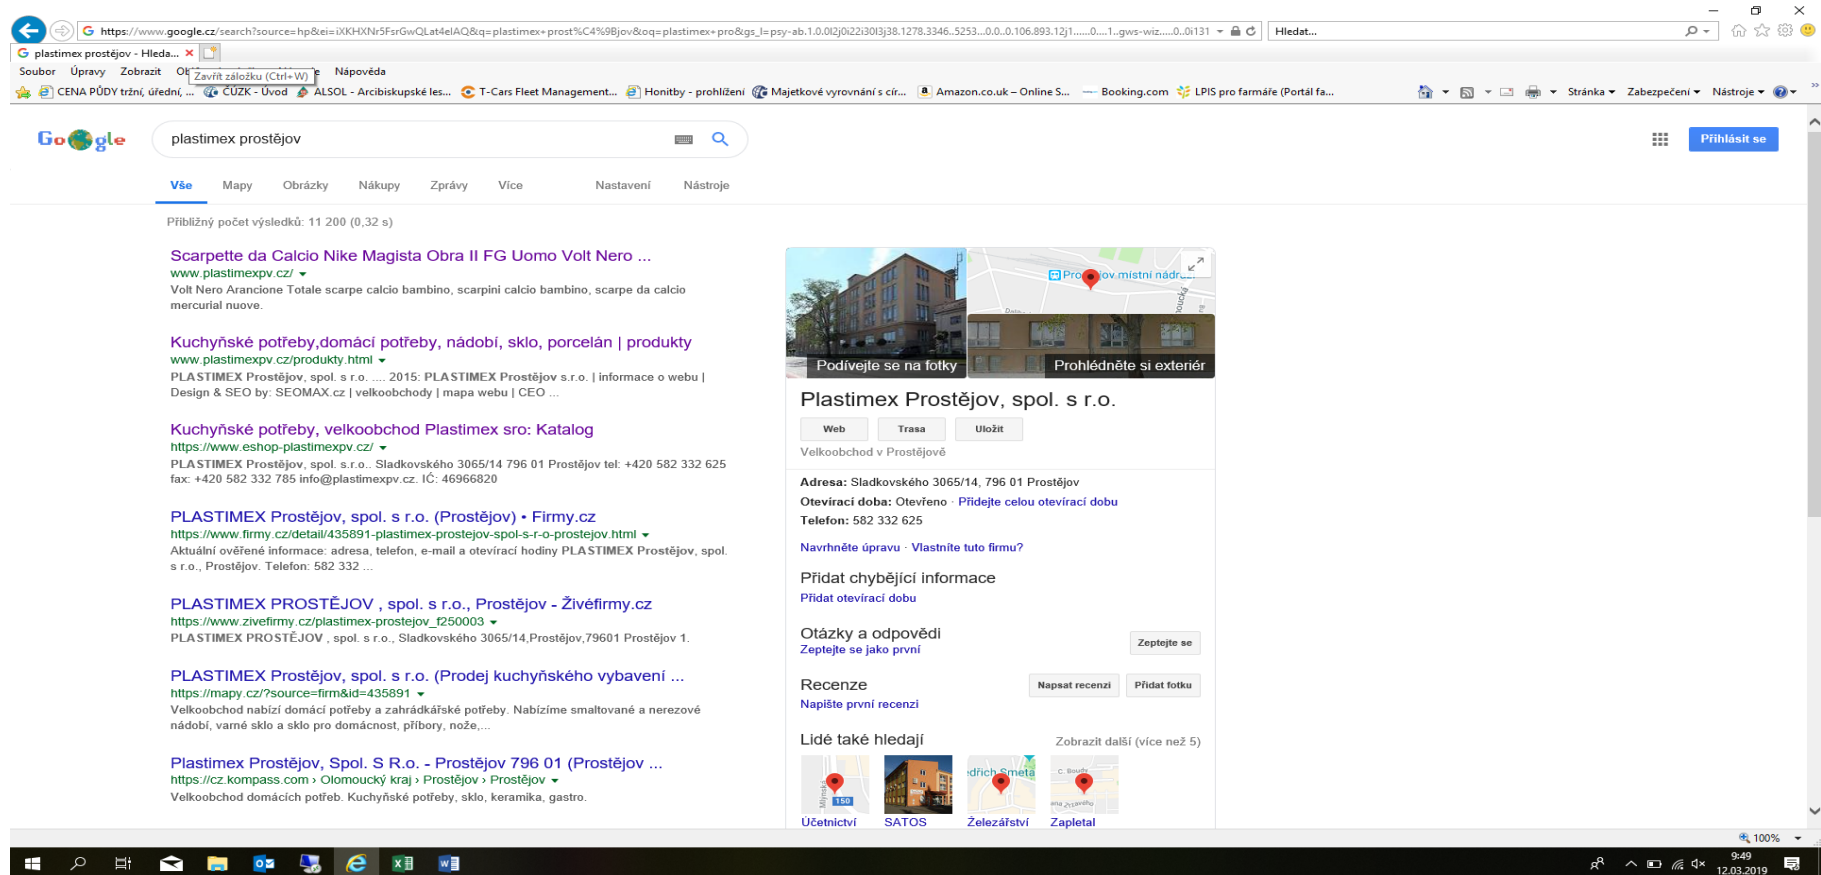 https://www.google.cz/search?source=hp&ei=iXKHXNr5FsrGwQLat4elAQ&q=plastimex+prost%C4%9Bjov&oq=plastimex+pro&gs_l=psy-ab.1.0.0l2j0i22i30l3j38.1278.3346..5253...0.0..0.106.893.12j1......0....1..gws-wiz.....0..0i131
Hledat...
plastimex prostějov - Hleda...
Soubor Úpravy Zobrazit Nápověda
Zavřít záložku (Ctrl+W)
CENA PŮDY tržní, úřední, ... ČÚZK - Úvod ALSOL - Arcibiskupské les... T-Cars Fleet Management... Honitby - prohlížení Majetkové vyrovnání s cír... Amazon.co.uk – Online S... Booking.com LPIS pro farmáře (Portál fa... Stránka Zabezpečení Nástroje
Google
plastimex prostějov
Přihlásit se
Vše Mapy Obrázky Nákupy Zprávy Více Nastavení Nástroje
Přibližný počet výsledků: 11 200 (0,32 s)
Scarpette da Calcio Nike Magista Obra II FG Uomo Volt Nero ...
www.plastimexpv.cz/
Volt Nero Arancione Totale scarpe calcio bambino, scarpini calcio bambino, scarpe da calcio
mercurial nuove.
Kuchyňské potřeby,domácí potřeby, nádobí, sklo, porcelán | produkty
www.plastimexpv.cz/produkty.html
PLASTIMEX Prostějov, spol. s r.o. .... 2015: PLASTIMEX Prostějov s.r.o. | informace o webu |
Design & SEO by: SEOMAX.cz | velkoobchody | mapa webu | CEO ...
Kuchyňské potřeby, velkoobchod Plastimex sro: Katalog
https://www.eshop-plastimexpv.cz/
PLASTIMEX Prostějov, spol. s.r.o.. Sladkovského 3065/14 796 01 Prostějov tel: +420 582 332 625
fax: +420 582 332 785 info@plastimexpv.cz. IČ: 46966820
PLASTIMEX Prostějov, spol. s r.o. (Prostějov) • Firmy.cz
https://www.firmy.cz/detail/435891-plastimex-prostejov-spol-s-r-o-prostejov.html
Aktuální ověřené informace: adresa, telefon, e-mail a otevírací hodiny PLASTIMEX Prostějov, spol.
s r.o., Prostějov. Telefon: 582 332 ...
PLASTIMEX PROSTĚJOV , spol. s r.o., Prostějov - Živéfirmy.cz
https://www.zivefirmy.cz/plastimex-prostejov_f250003
PLASTIMEX PROSTĚJOV , spol. s r.o., Sladkovského 3065/14,Prostějov,79601 Prostějov 1.
PLASTIMEX Prostějov, spol. s r.o. (Prodej kuchyňského vybavení ...
https://mapy.cz/?source=firm&id=435891
Velkoobchod nabízí domácí potřeby a zahrádkářské potřeby. Nabízíme smaltované a nerezové
nádobí, varné sklo a sklo pro domácnost, příbory, nože,...
Plastimex Prostějov, Spol. S R.o. - Prostějov 796 01 (Prostějov ...
https://cz.kompass.com › Olomoucký kraj › Prostějov › Prostějov
Velkoobchod domácích potřeb. Kuchyňské potřeby, sklo, keramika, gastro.
místní
Podívejte se na fotky
Prohlédněte si exteriér
Plastimex Prostějov, spol. s r.o.
Web Trasa Uložit
Velkoobchod v Prostějově
Adresa: Sladkovského 3065/14, 796 01 Prostějov
Otevírací doba: Otevřeno · Přidejte celou otevírací dobu
Telefon: 582 332 625
Navrhněte úpravu · Vlastníte tuto firmu?
Přidat chybějící informace
Přidat otevírací dobu
Otázky a odpovědi
Zeptejte se
Zeptejte se jako první
Recenze
Napsat recenzi Přidat fotku
Napište první recenzi
Lidé také hledají
Zobrazit další (více než 5)
150
C. Boudy
Účetnictví SATOS Železářství Zapletal
100%
9:49
12.03.2019